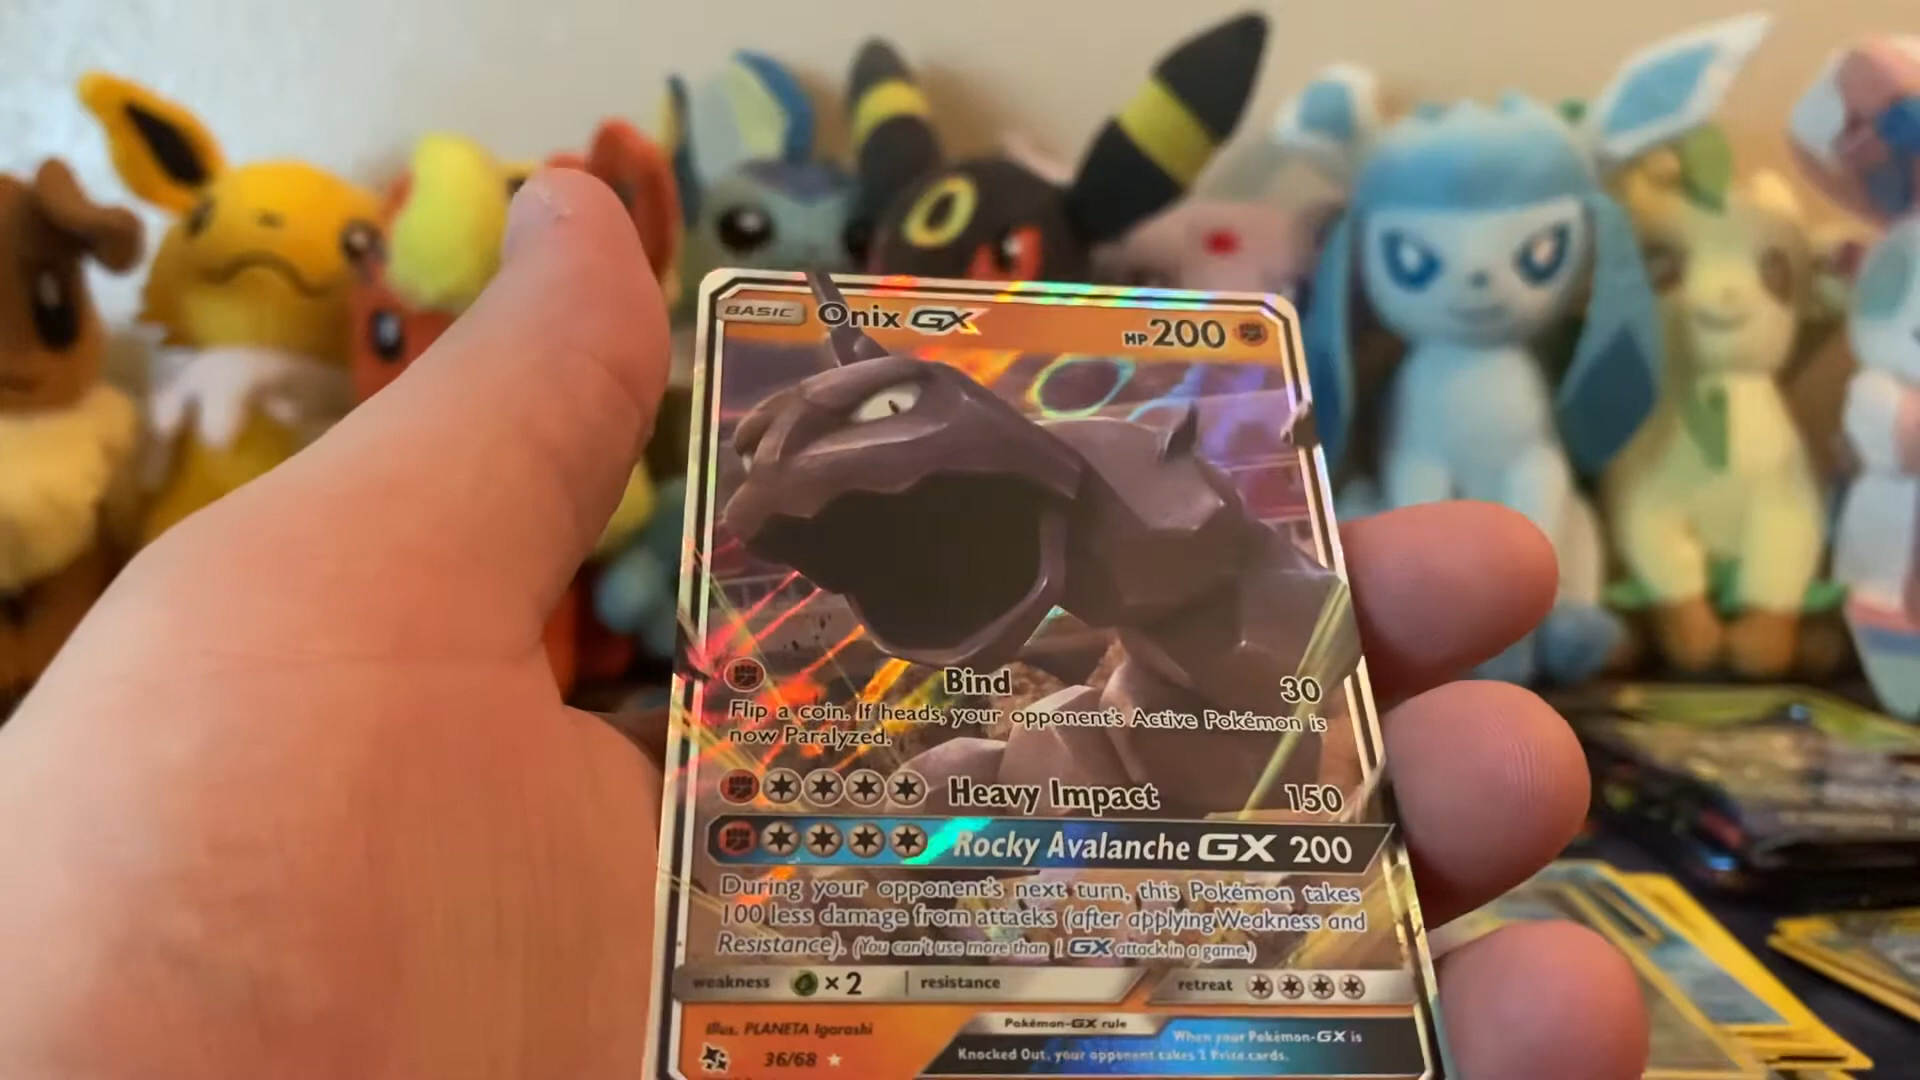 BASIC Onix GX HP 200
Bind 30
Flip a coin. If heads, your opponent's Active Pokémon is
now Paralyzed.
Heavy Impact 150
Rocky Avalanche GX 200
During your opponent's next turn, this Pokémon takes
100 less damage from attacks (after applying Weakness and
Resistance). (You can't use more than 1 GX attack in a game.)
weakness ×2 resistance retreat
Illus. PLANETA Igarashi
36/68
Pokémon-GX rule
When your Pokémon-GX is
Knocked Out, your opponent takes 2 Prize cards.